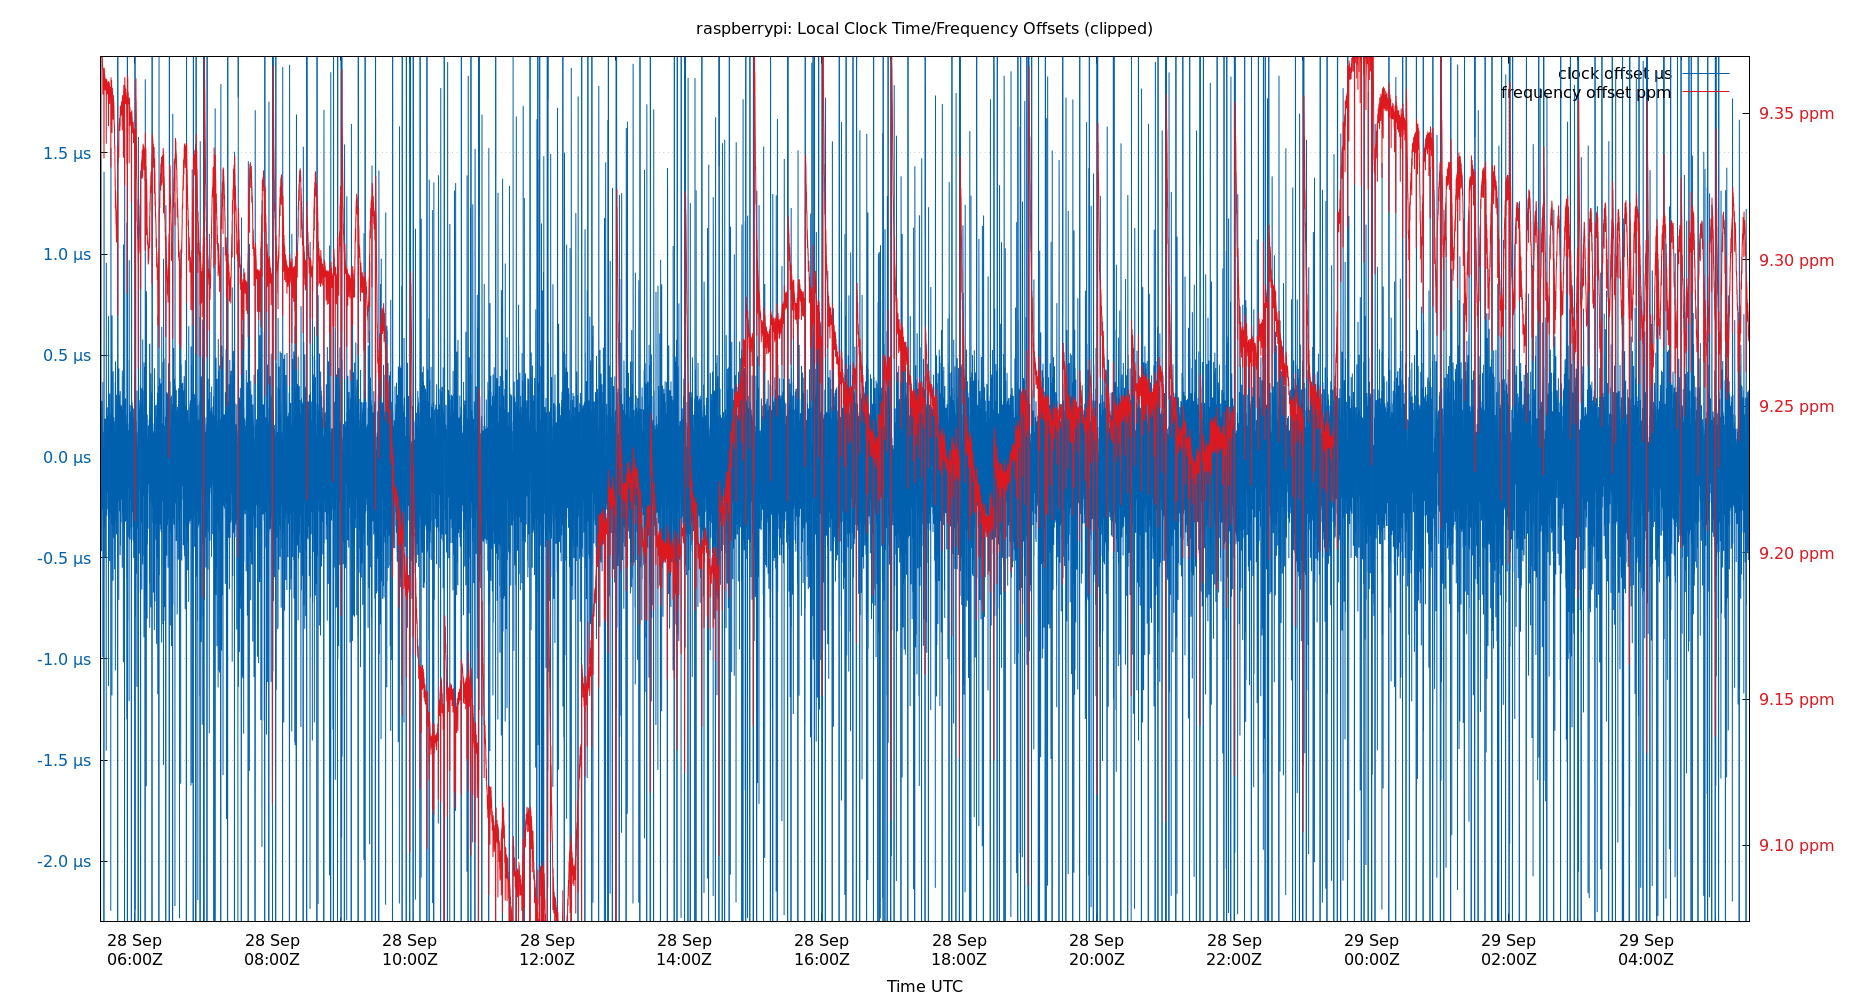 raspberrypi: Local Clock Time/Frequency Offsets (clipped)
clock offset µs
frequency offset ppm
1.5 µs
1.0 µs
0.5 µs
0.0 µs
-0.5 µs
-1.0 µs
-1.5 µs
-2.0 µs
9.35 ppm
9.30 ppm
9.25 ppm
9.20 ppm
9.15 ppm
9.10 ppm
28 Sep 28 Sep 28 Sep 28 Sep 28 Sep 28 Sep 28 Sep 28 Sep 28 Sep 29 Sep 29 Sep 29 Sep
06:00Z 08:00Z 10:00Z 12:00Z 14:00Z 16:00Z 18:00Z 20:00Z 22:00Z 00:00Z 02:00Z 04:00Z
Time UTC